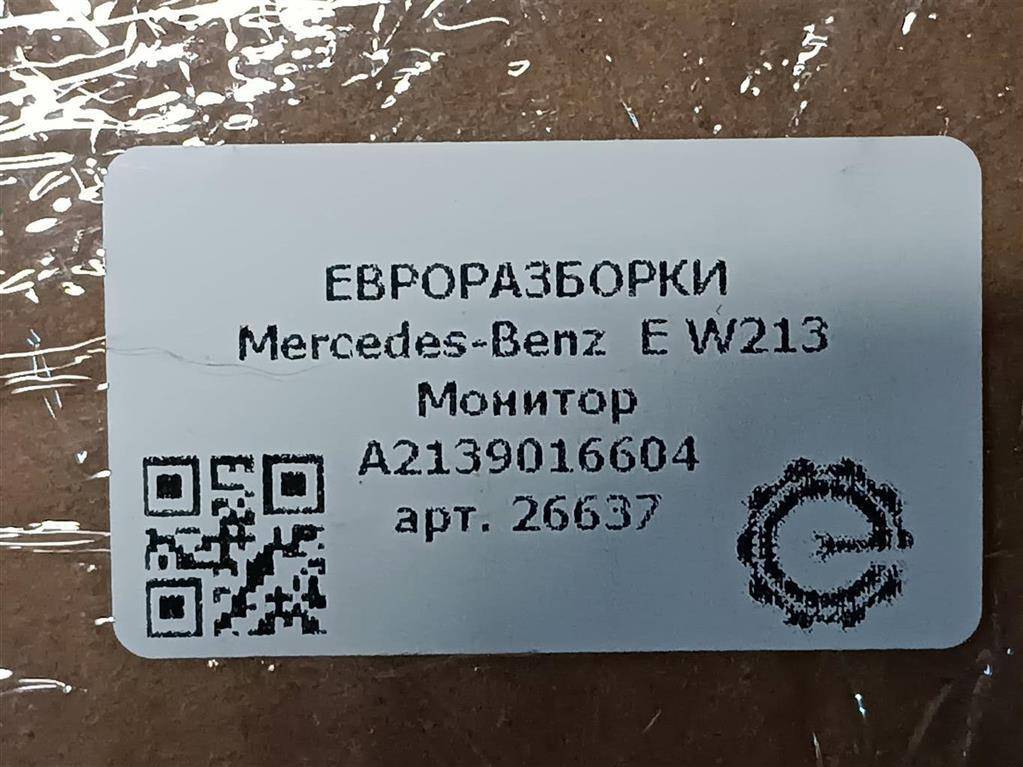 ЕВРОРАЗБОРКИ
Mercedes-Benz E W213
Монитор
A2139016604
арт. 26637